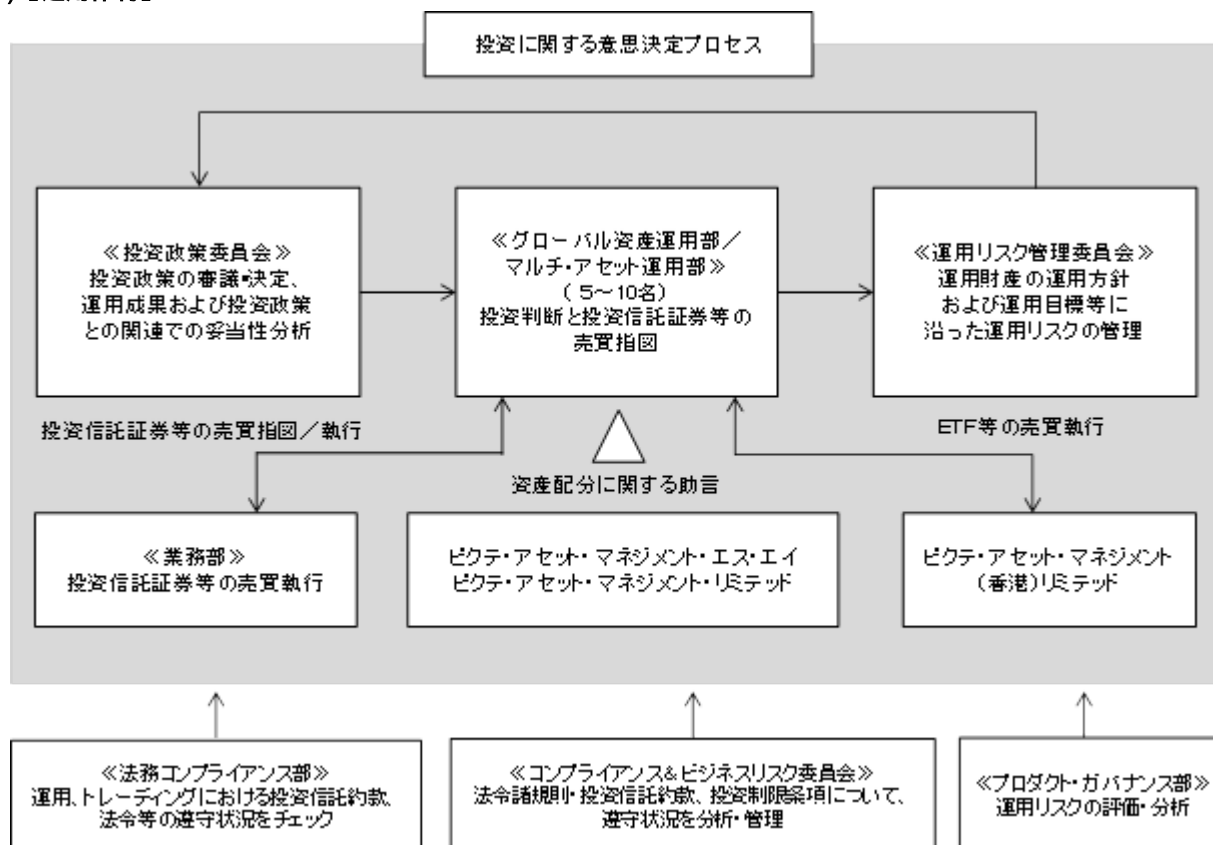 投資に関する意思決定プロセス
≪投資政策委員会≫
投資政策の審議・決定、
運用成果および投資政策
との関連での妥当性分析
≪グローバル資産運用部／
マルチ・アセット運用部≫
(5～10名)
投資判断と投資信託証券等の
売買指図
≪運用リスク管理委員会≫
運用財産の運用方針
および運用目標等に
沿った運用リスクの管理
投資信託証券等の売買指図／執行
ETF等の売買執行
資産配分に関する助言
≪業務部≫
投資信託証券等の売買執行
ピクテ・アセット・マネジメント・エス・エイ
ピクテ・アセット・マネジメント・リミテッド
ピクテ・アセット・マネジメント
(香港)リミテッド
≪法務コンプライアンス部≫
運用、トレーディングにおける投資信託約款、
法令等の遵守状況をチェック
≪コンプライアンス&ビジネスリスク委員会≫
法令諸規則・投資信託約款、投資制限条項について、
遵守状況を分析・管理
≪プロダクト・ガバナンス部≫
運用リスクの評価・分析